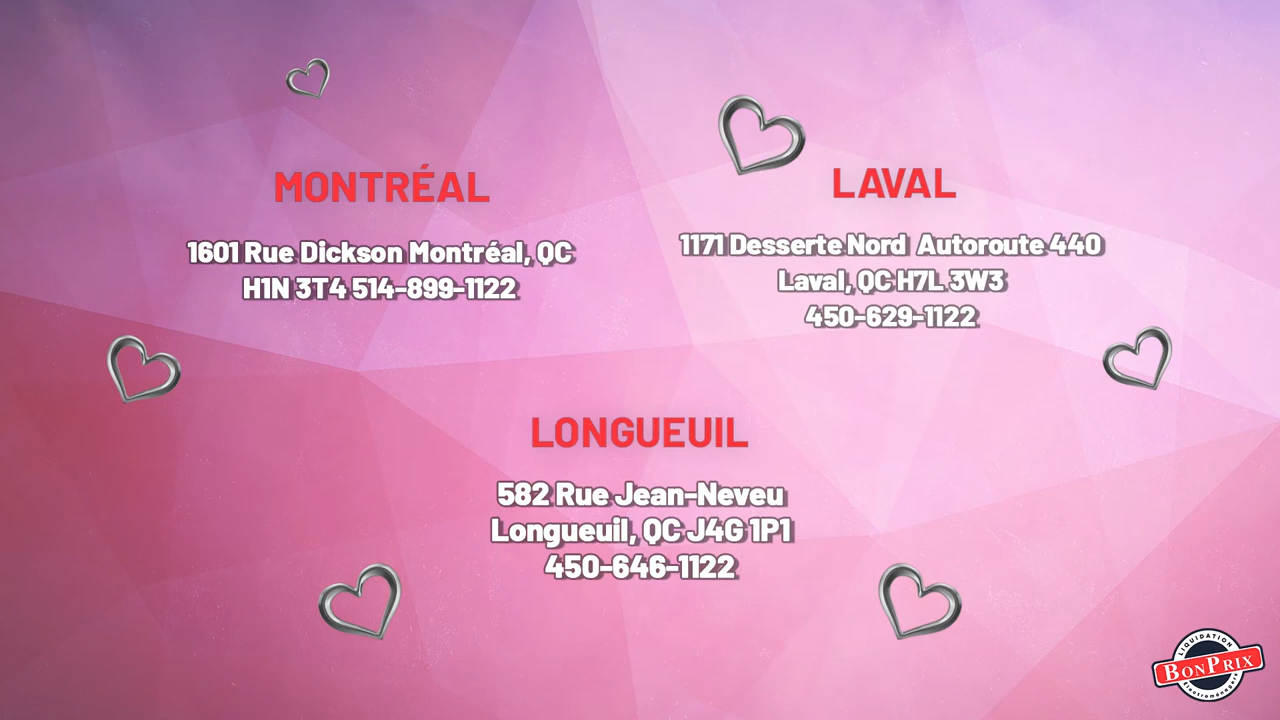 MONTRÉAL
1601 Rue Dickson Montréal, QC
H1N 3T4 514-899-1122
LAVAL
1171 Desserte Nord  Autoroute 440
Laval, QC H7L 3W3
450-629-1122
LONGUEUIL
582 Rue Jean-Neveu
Longueuil, QC J4G 1P1
450-646-1122
LIQUIDATION
BONPRIX
Électroménagers